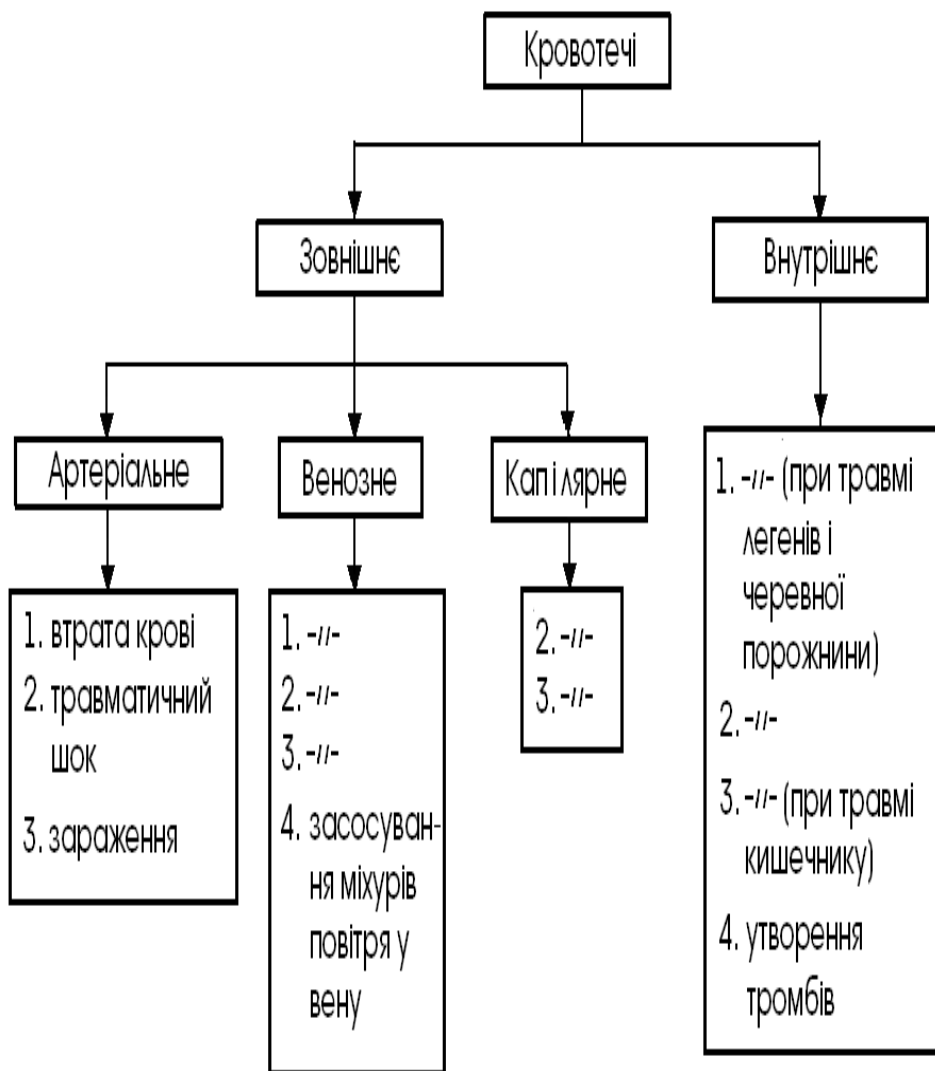 Кровотечі
Зовнішнє
Внутрішнє
Артеріальне
Венозне
Капілярне
1. втрата крові
2. травматичний
шок
3. зараження
1. -//-
2. -//-
3. -//-
4. засосуван-
ня міхурів
повітря у
вену
2. -//-
3. -//-
1. -//- (при травмі
легенів і
черевної
порожнини)
2. -//-
3. -//- (при травмі
кишечнику)
4. утворення
тромбів